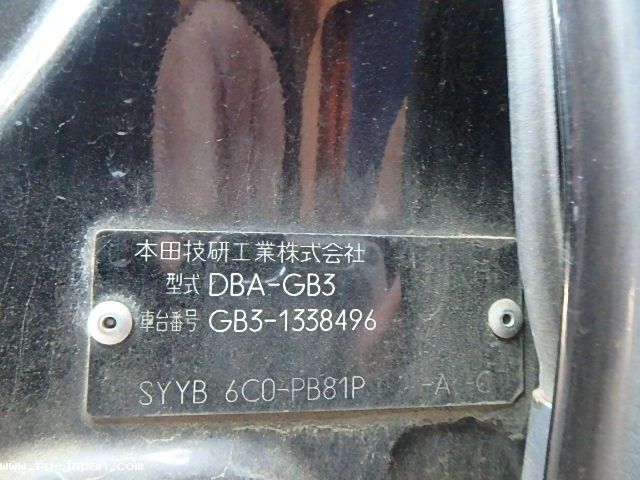 本田技研工業株式会社
型式 DBA-GB3
車台番号 GB3-1338496
SYYB 6C0-PB81P -A -C
www.ru-japan.com